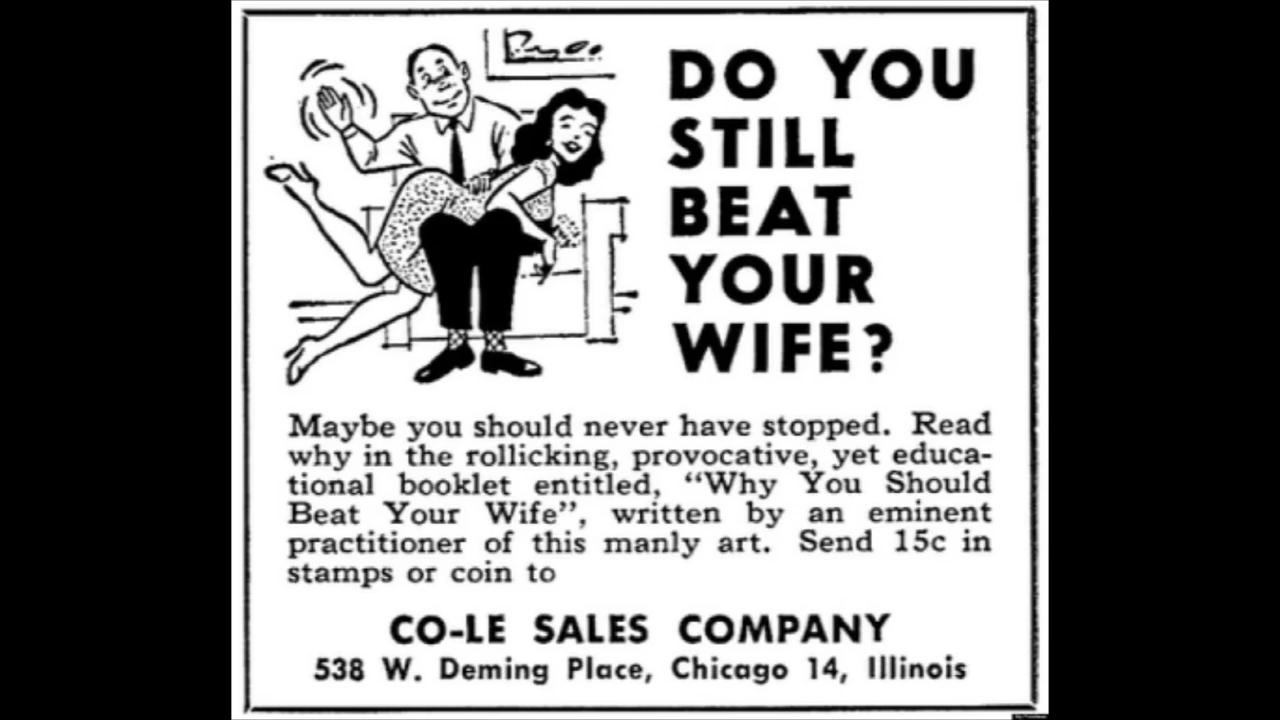 DO YOU
STILL
BEAT
YOUR
WIFE?
Maybe you should never have stopped. Read
why in the rollicking, provocative, yet educa-
tional booklet entitled, "Why You Should
Beat Your Wife", written by an eminent
practitioner of this manly art. Send 15c in
stamps or coin to
CO-LE SALES COMPANY
538 W. Deming Place, Chicago 14, Illinois